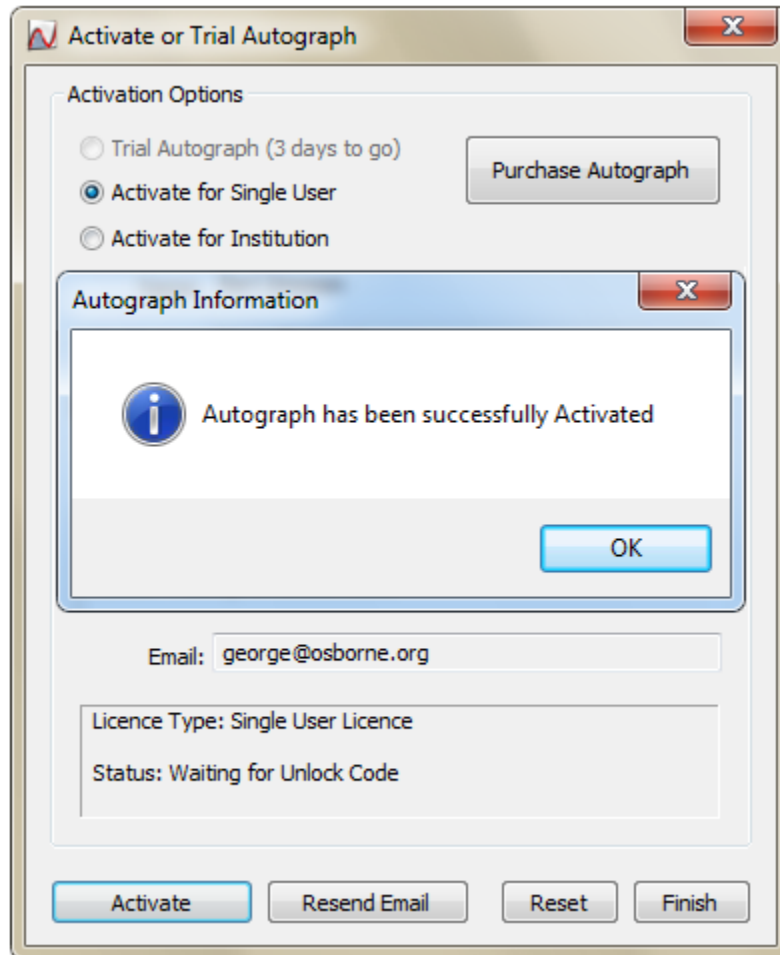 Activate or Trial Autograph
Activation Options
Trial Autograph (3 days to go)
Purchase Autograph
Activate for Single User
Activate for Institution
Autograph Information
Autograph has been successfully Activated
OK
Email: george@osborne.org
Licence Type: Single User Licence
Status: Waiting for Unlock Code
Activate Resend Email Reset Finish